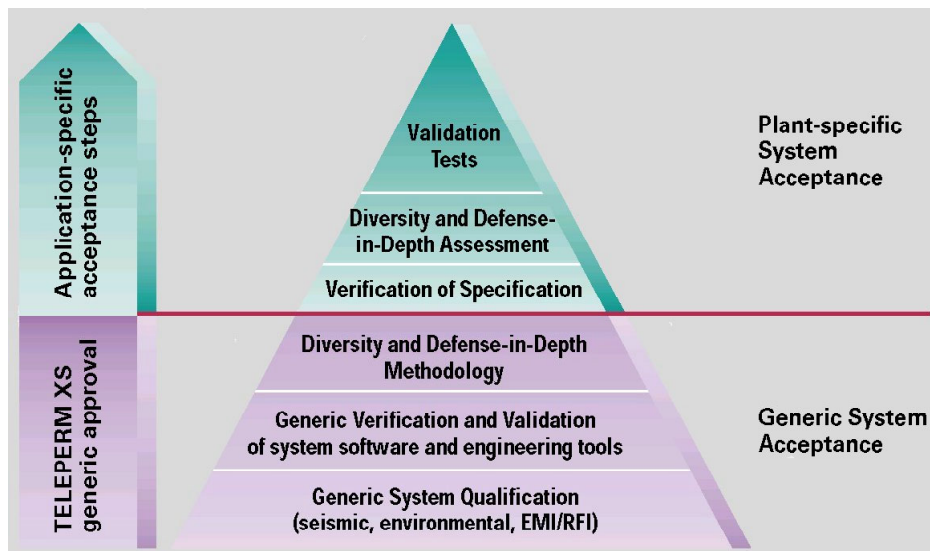 Application-specific
acceptance steps
TELEPERM XS
generic approval
Validation
Tests
Diversity and Defense-
in-Depth Assessment
Verification of Specification
Diversity and Defense-in-Depth
Methodology
Generic Verification and Validation
of system software and engineering tools
Generic System Qualification
(seismic, environmental, EMI/RFI)
Plant-specific
System
Acceptance
Generic System
Acceptance